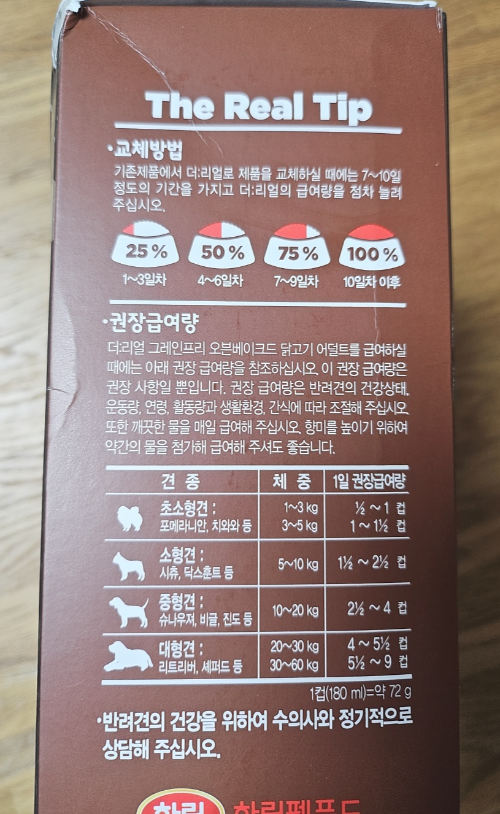 The Real Tip
·교체방법
기존제품에서 더:리얼로 제품을 교체하실 때에는 7~10일
정도의 기간을 가지고 더:리얼의 급여량을 점차 늘려
주십시오.
25% 50% 75% 100%
1~3일차 4~6일차 7~9일차 10일차 이후
·권장급여량
더:리얼 그레인프리 오븐베이크드 닭고기 어덜트를 급여하실
때에는 아래 권장 급여량을 참조하십시오. 이 권장 급여량은
권장 사항일 뿐입니다. 권장 급여량은 반려견의 건강상태,
운동량, 연령, 활동량과 생활환경, 간식에 따라 조절해 주십시오.
또한 깨끗한 물을 매일 급여해 주십시오. 향미를 높이기 위하여
약간의 물을 첨가해 급여해 주셔도 좋습니다.
견 종 체 중 1일 권장급여량
초소형견 : 1~3 kg ½ ~ 1 컵
포메라니안, 치와와 등 3~5 kg 1 ~ 1½ 컵
소형견 :
시츄, 닥스훈트 등 5~10 kg 1½ ~ 2½ 컵
중형견 :
슈나우져, 비글, 진도 등 10~20 kg 2½ ~ 4 컵
대형견 : 20~30 kg 4 ~ 5½ 컵
리트리버, 셰퍼드 등 30~60 kg 5½ ~ 9 컵
1컵(180 ml)=약 72 g
·반려견의 건강을 위하여 수의사와 정기적으로
상담해 주십시오.
하림 하림펫푸드